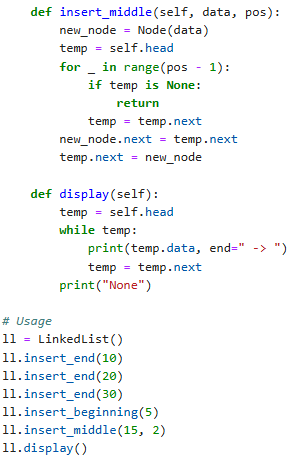 def insert_middle(self, data, pos):
        new_node = Node(data)
        temp = self.head
        for _ in range(pos - 1):
            if temp is None:
                return
            temp = temp.next
        new_node.next = temp.next
        temp.next = new_node

    def display(self):
        temp = self.head
        while temp:
            print(temp.data, end=" -> ")
            temp = temp.next
        print("None")

# Usage
ll = LinkedList()
ll.insert_end(10)
ll.insert_end(20)
ll.insert_end(30)
ll.insert_beginning(5)
ll.insert_middle(15, 2)
ll.display()